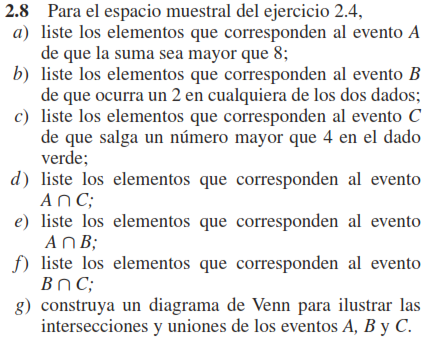 2.8 Para el espacio muestral del ejercicio 2.4,
a) liste los elementos que corresponden al evento A
de que la suma sea mayor que 8;
b) liste los elementos que corresponden al evento B
de que ocurra un 2 en cualquiera de los dos dados;
c) liste los elementos que corresponden al evento C
de que salga un número mayor que 4 en el dado
verde;
d) liste los elementos que corresponden al evento
A ∩ C;
e) liste los elementos que corresponden al evento
A ∩ B;
f) liste los elementos que corresponden al evento
B ∩ C;
g) construya un diagrama de Venn para ilustrar las
intersecciones y uniones de los eventos A, B y C.